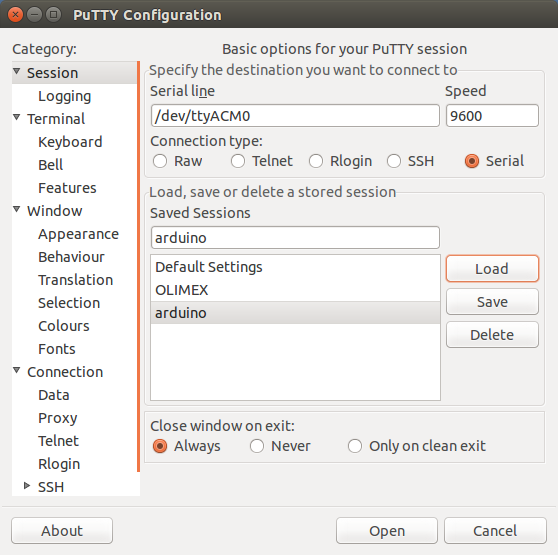 PuTTY Configuration
Category:
Session
Logging
Terminal
Keyboard
Bell
Features
Window
Appearance
Behaviour
Translation
Selection
Colours
Fonts
Connection
Data
Proxy
Telnet
Rlogin
SSH
Basic options for your PuTTY session
Specify the destination you want to connect to
Serial line Speed
/dev/ttyACM0 9600
Connection type:
Raw Telnet Rlogin SSH Serial
Load, save or delete a stored session
Saved Sessions
arduino
Default Settings
OLIMEX
arduino
Load
Save
Delete
Close window on exit:
Always Never Only on clean exit
About Open Cancel